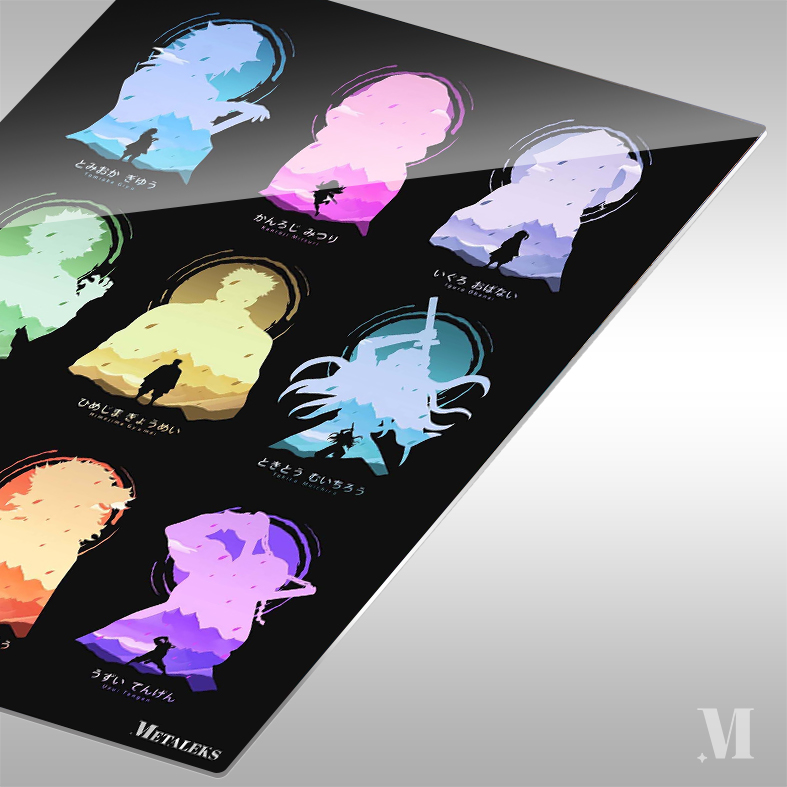 とみおか ぎゆう
Tomioka Giyu
かんろじ みつり
Kanroji Mitsuri
いぐろ おばない
Iguro Obanai
ひめじま ぎょうめい
Himejima Gyomei
ときとう むいちろう
Tokito Muichiro
う
うずい てんげん
Uzui Tengen
METALEKS
M